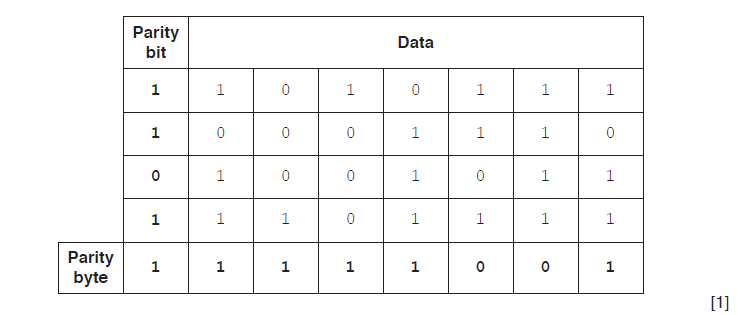 Parity bit Data
1 1 0 1 0 1 1 1
1 0 0 0 1 1 1 0
0 1 0 0 1 0 1 1
1 1 1 0 1 1 1 1
Parity byte 1 1 1 1 1 0 0 1
[1]